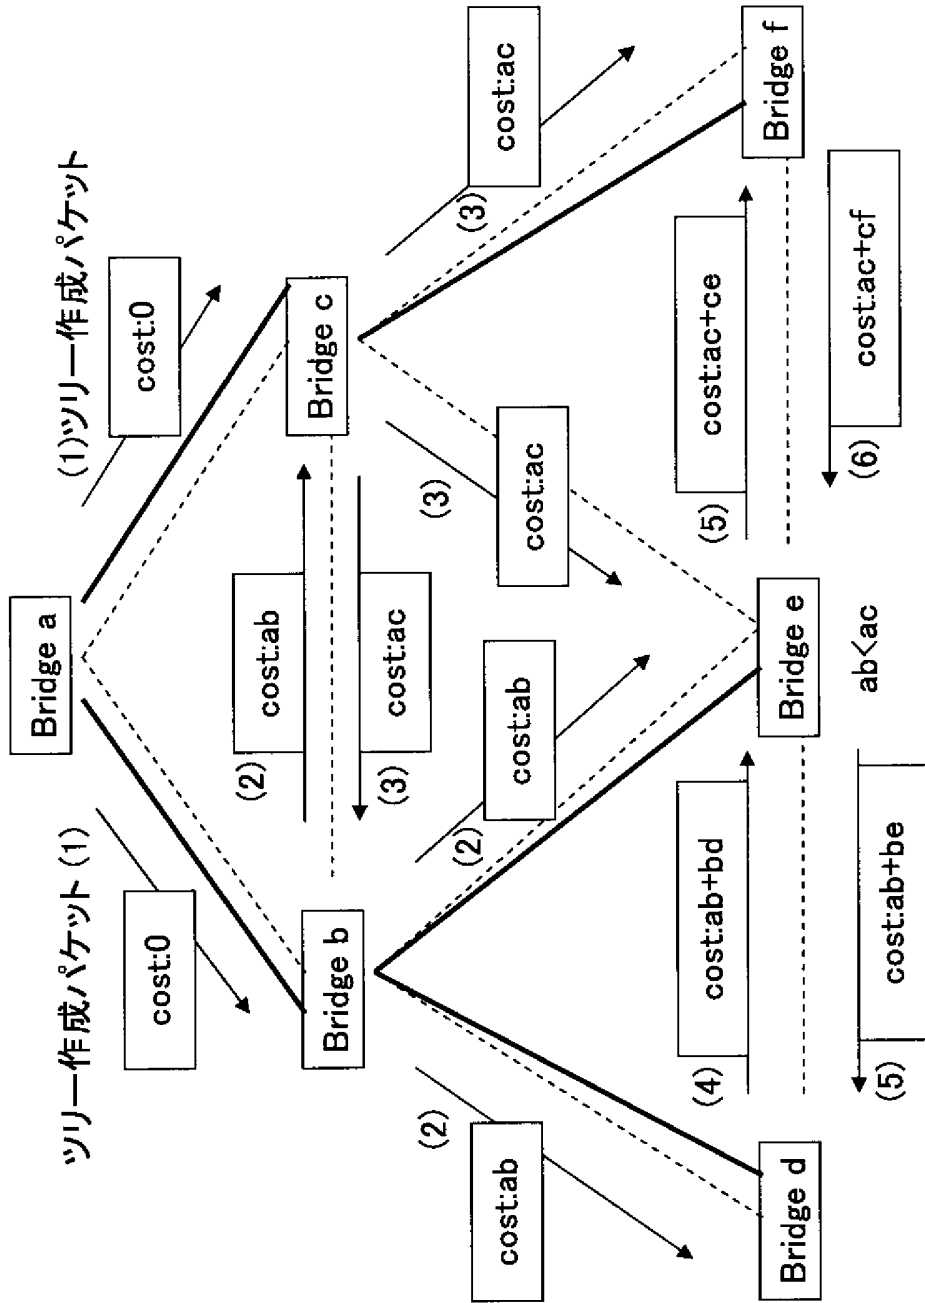 ツリー作成パケット (1)
(1)ツリー作成パケット
Bridge a
cost:0
cost:0
Bridge b
(2)
cost:ab
cost:ac
(3)
Bridge c
(2)
cost:ab
(2)
cost:ab
(3)
cost:ac
(3)
cost:ac
Bridge d
(4)
cost:ab+bd
Bridge e
(5)
cost:ac+ce
Bridge f
(5)
cost:ab+be
ab<ac
(6)
cost:ac+cf